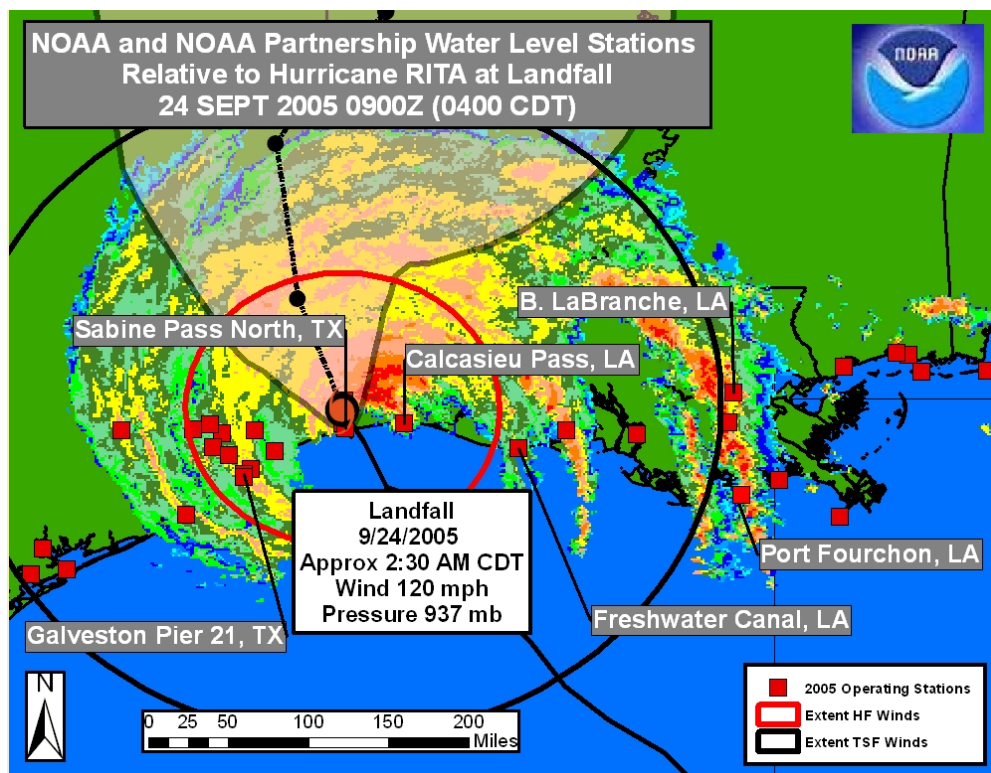 NOAA and NOAA Partnership Water Level Stations
Relative to Hurricane RITA at Landfall
24 SEPT 2005 0900Z (0400 CDT)
NOAA
B. LaBranche, LA
Sabine Pass North, TX
Calcasieu Pass, LA
Landfall
9/24/2005
Approx 2:30 AM CDT
Wind 120 mph
Pressure 937 mb
Port Fourchon, LA
Freshwater Canal, LA
Galveston Pier 21, TX
N
0 25 50 100 150 200
Miles
2005 Operating Stations
Extent HF Winds
Extent TSF Winds